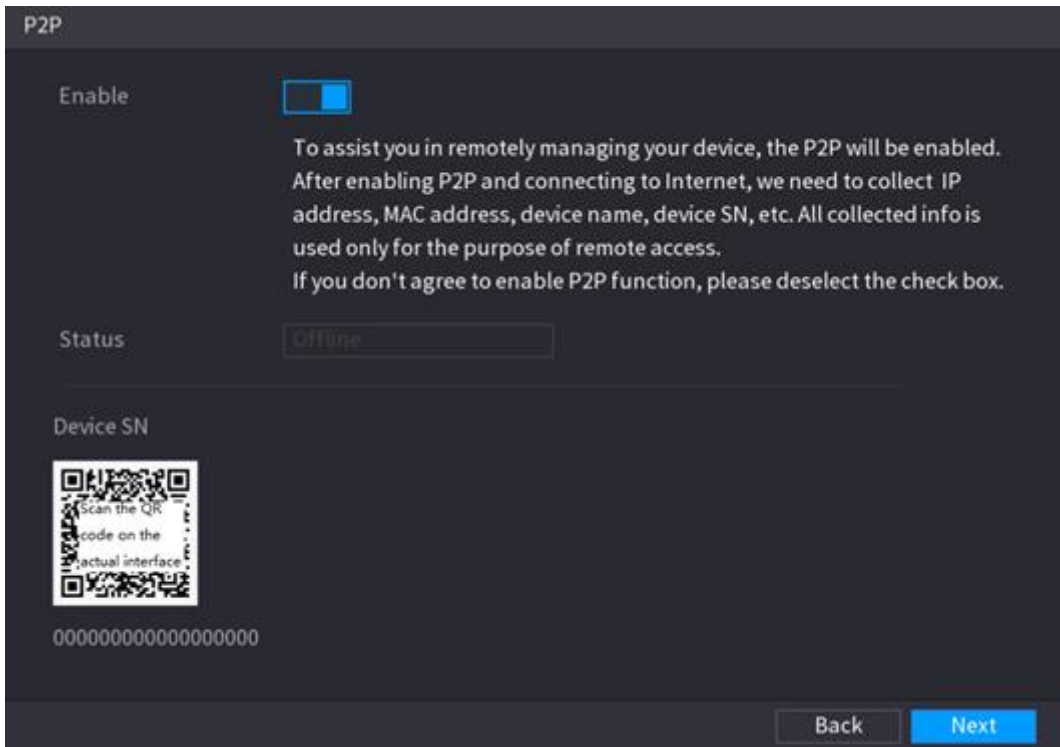 P2P
Enable
To assist you in remotely managing your device, the P2P will be enabled.
After enabling P2P and connecting to Internet, we need to collect IP
address, MAC address, device name, device SN, etc. All collected info is
used only for the purpose of remote access.
If you don't agree to enable P2P function, please deselect the check box.
Status
Offline
Device SN
Scan the QR
code on the
actual interface
000000000000000000
Back
Next